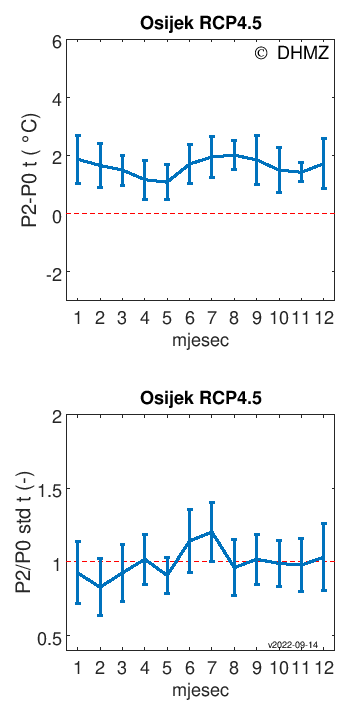 Osijek RCP4.5
© DHMZ
P2-P0 t ( °C)
6
4
2
0
-2
1 2 3 4 5 6 7 8 9 10 11 12
mjesec
Osijek RCP4.5
P2/P0 std t (-)
2
1.5
1
0.5
v2022-09-14
1 2 3 4 5 6 7 8 9 10 11 12
mjesec